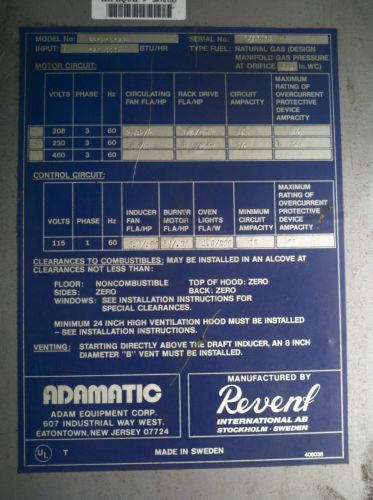 MODEL NO.
SERIAL NO.
INPUT: BTU/HR
TYPE FUEL: NATURAL GAS (DESIGN
MANIFOLD GAS PRESSURE
AT ORIFICE in.WC)
MOTOR CIRCUIT:
VOLTS PHASE Hz CIRCULATING FAN FLA/HP RACK DRIVE FLA/HP CIRCUIT AMPACITY MAXIMUM RATING OF OVERCURRENT PROTECTIVE DEVICE AMPACITY
208 3 60
230 3 60
460 3 60
CONTROL CIRCUIT:
VOLTS PHASE Hz INDUCER FAN FLA/HP BURNER MOTOR FLA/HP OVEN LIGHTS FLA/W MINIMUM CIRCUIT AMPACITY MAXIMUM RATING OF OVERCURRENT PROTECTIVE DEVICE AMPACITY
115 1 60
CLEARANCES TO COMBUSTIBLES: MAY BE INSTALLED IN AN ALCOVE AT
CLEARANCES NOT LESS THAN:
FLOOR: NONCOMBUSTIBLE TOP OF HOOD: ZERO
SIDES: ZERO BACK: ZERO
WINDOWS: SEE INSTALLATION INSTRUCTIONS FOR
SPECIAL CLEARANCES.
MINIMUM 24 INCH HIGH VENTILATION HOOD MUST BE INSTALLED –
– SEE INSTALLATION INSTRUCTIONS.
VENTING: STARTING DIRECTLY ABOVE THE DRAFT INDUCER, AN 8 INCH
DIAMETER "B" VENT MUST BE INSTALLED.
ADAMATIC
ADAM EQUIPMENT CORP.
607 INDUSTRIAL WAY WEST.
EATONTOWN, NEW JERSEY 07724
MANUFACTURED BY
Revent
INTERNATIONAL AB
STOCKHOLM - SWEDEN
UL T MADE IN SWEDEN 408038